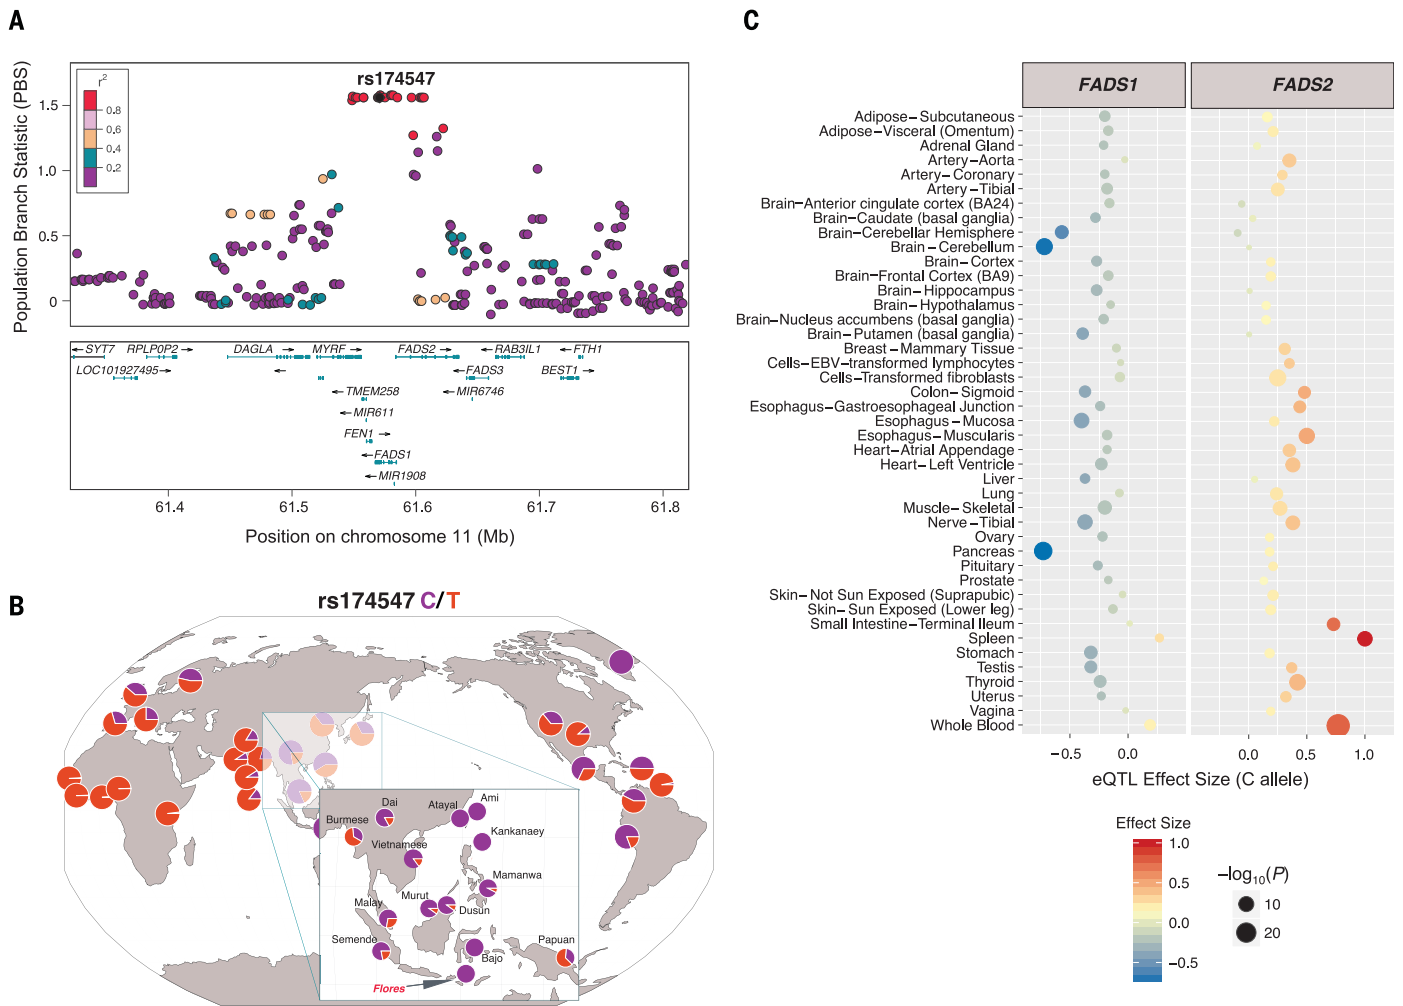 A
rs174547
Population Branch Statistic (PBS)
r2
0.8
0.6
0.4
0.2
1.5
1.0
0.5
0
SYT7 RPLP0P2 DAGLA MYRF FADS2 RAB3IL1 FTH1
LOC101927495 FADS3 BEST1
TMEM258 MIR6746
MIR611
FEN1
FADS1
MIR1908
61.4 61.5 61.6 61.7 61.8
Position on chromosome 11 (Mb)
B
rs174547 C/T
Dai
Atayal
Ami
Burmese
Kankanaey
Vietnamese
Mamanwa
Murut
Malay
Dusun
Semende
Papuan
Bajo
Flores
C
FADS1 FADS2
Adipose−Subcutaneous
Adipose−Visceral (Omentum)
Adrenal Gland
Artery−Aorta
Artery−Coronary
Artery−Tibial
Brain−Anterior cingulate cortex (BA24)
Brain−Caudate (basal ganglia)
Brain−Cerebellar Hemisphere
Brain−Cerebellum
Brain−Cortex
Brain−Frontal Cortex (BA9)
Brain−Hippocampus
Brain−Hypothalamus
Brain−Nucleus accumbens (basal ganglia)
Brain−Putamen (basal ganglia)
Breast−Mammary Tissue
Cells−EBV−transformed lymphocytes
Cells−Transformed fibroblasts
Colon−Sigmoid
Esophagus−Gastroesophageal Junction
Esophagus−Mucosa
Esophagus−Muscularis
Heart−Atrial Appendage
Heart−Left Ventricle
Liver
Lung
Muscle−Skeletal
Nerve−Tibial
Ovary
Pancreas
Pituitary
Prostate
Skin−Not Sun Exposed (Suprapubic)
Skin−Sun Exposed (Lower leg)
Small Intestine−Terminal Ileum
Spleen
Stomach
Testis
Thyroid
Uterus
Vagina
Whole Blood
−0.5 0.0 0.0 0.5 1.0
eQTL Effect Size (C allele)
Effect Size
1.0
0.5
0.0
−0.5
−log10(P)
10
20